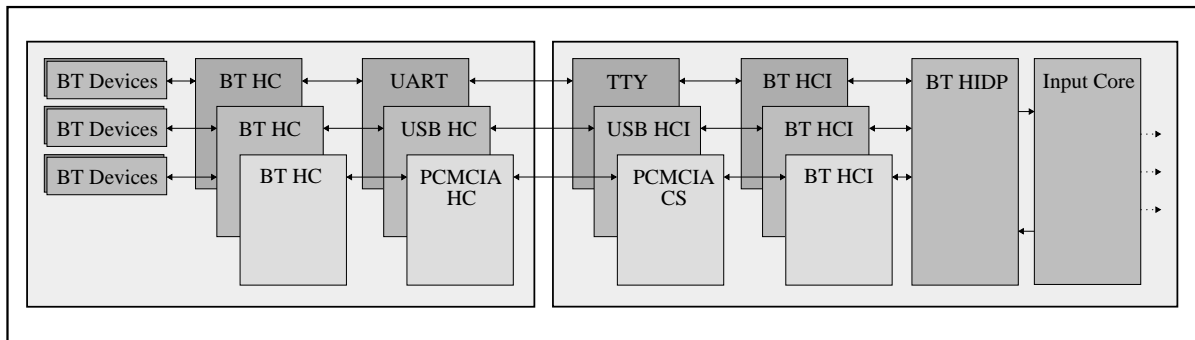 BT Devices BT HC UART TTY BT HCI BT HIDP Input Core
BT Devices BT HC USB HC USB HCI BT HCI
BT Devices BT HC PCMCIA HC PCMCIA CS BT HCI